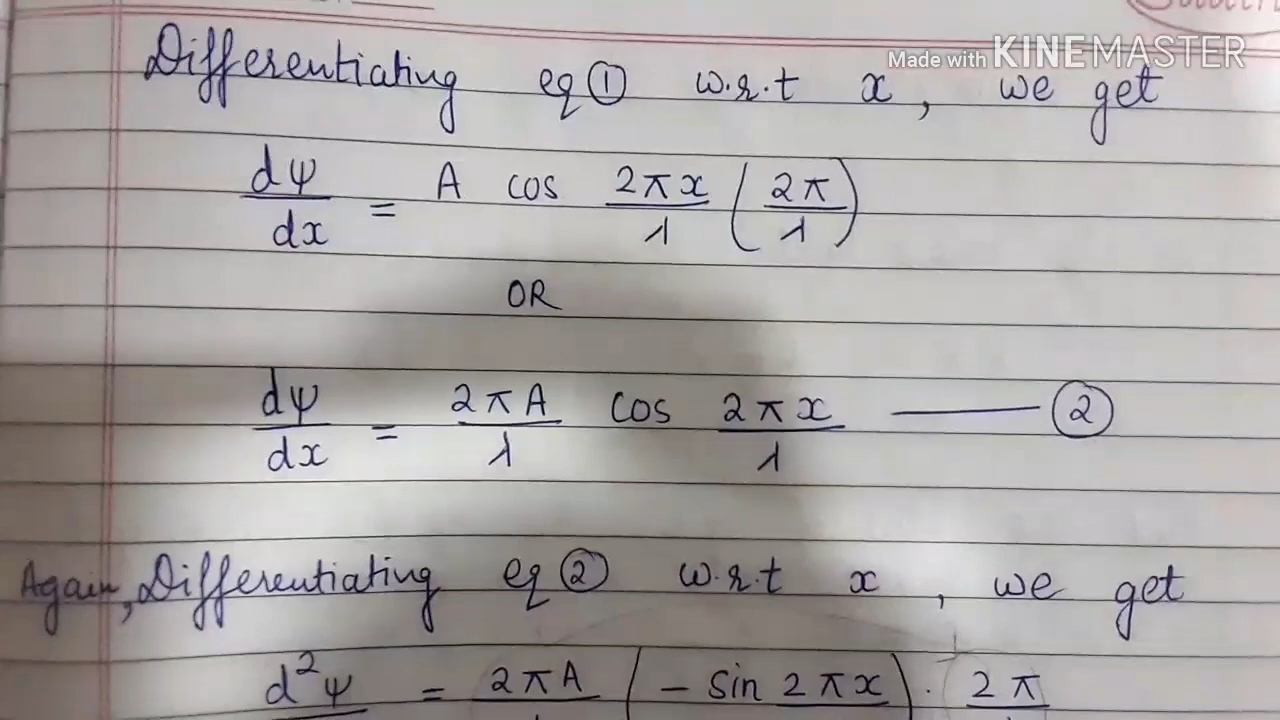 Made with KINEMASTER
Differentiating eq ① w.r.t x, we get
dψ/dx = A cos 2πx/λ (2π/λ)
OR
dψ/dx = 2πA/λ cos 2πx/λ —— ②
Again, Differentiating eq ② w.r.t x, we get
d²ψ = 2πA (- sin 2πx) · 2π